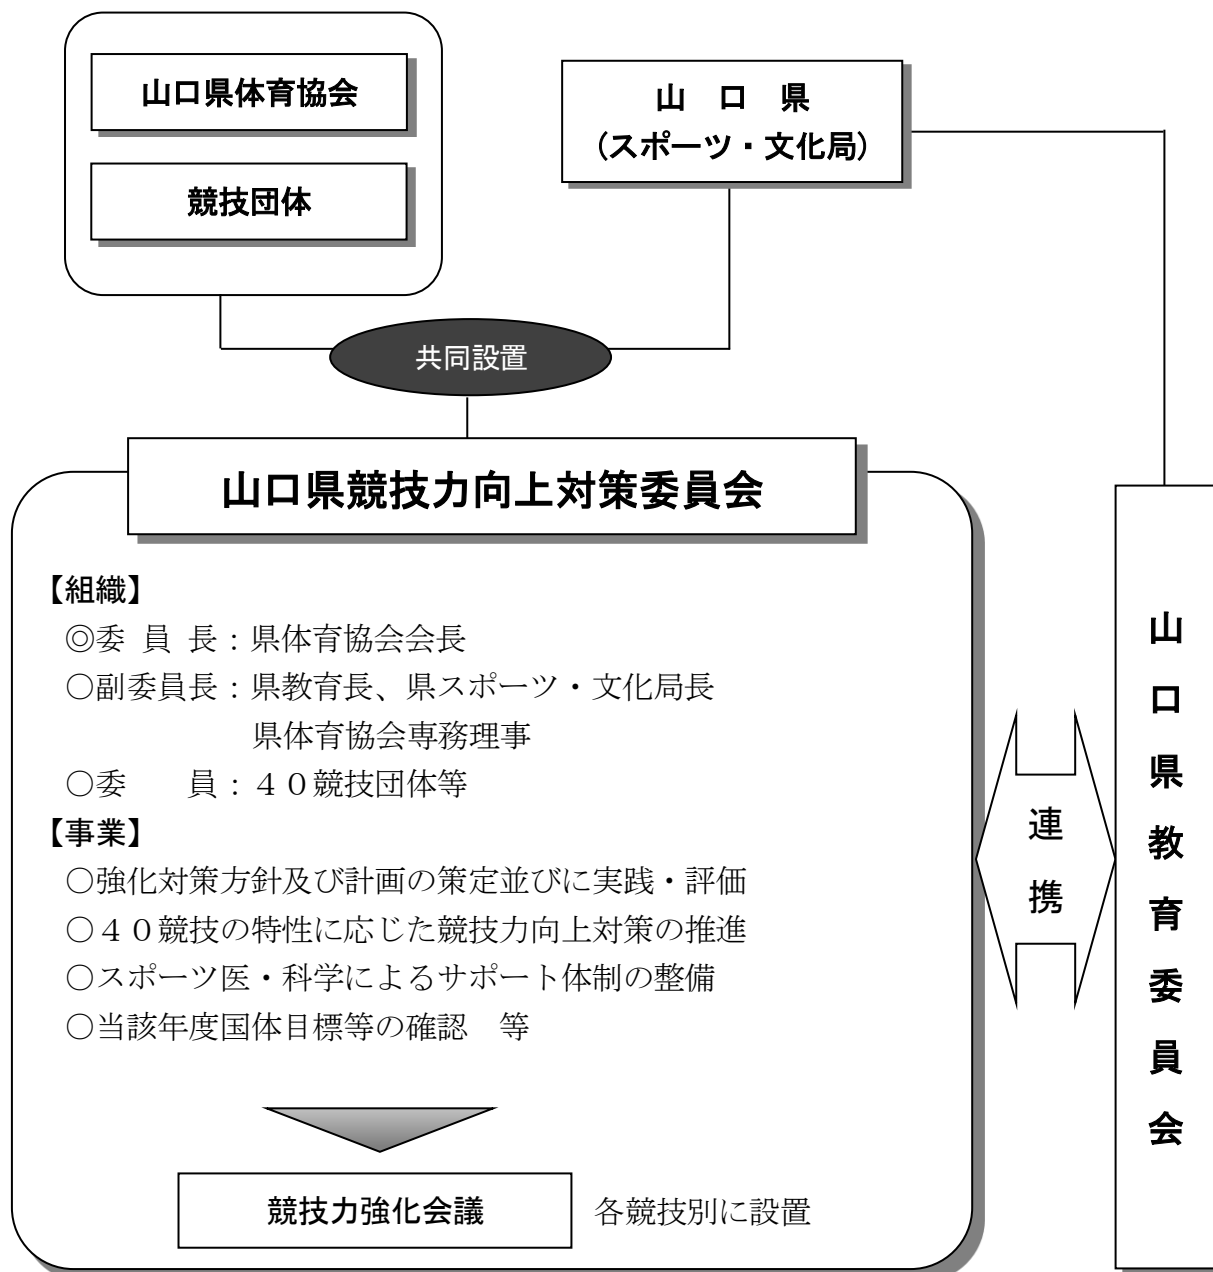 山口県体育協会
競技団体
山　口　県
(スポーツ・文化局)
共同設置
山口県競技力向上対策委員会
【組織】
◎委 員 長：県体育協会会長
○副委員長：県教育長、県スポーツ・文化局長
県体育協会専務理事
○委　　員：４０競技団体等
【事業】
○強化対策方針及び計画の策定並びに実践・評価
○４０競技の特性に応じた競技力向上対策の推進
○スポーツ医・科学によるサポート体制の整備
○当該年度国体目標等の確認　等
競技力強化会議
各競技別に設置
連携
山口県教育委員会